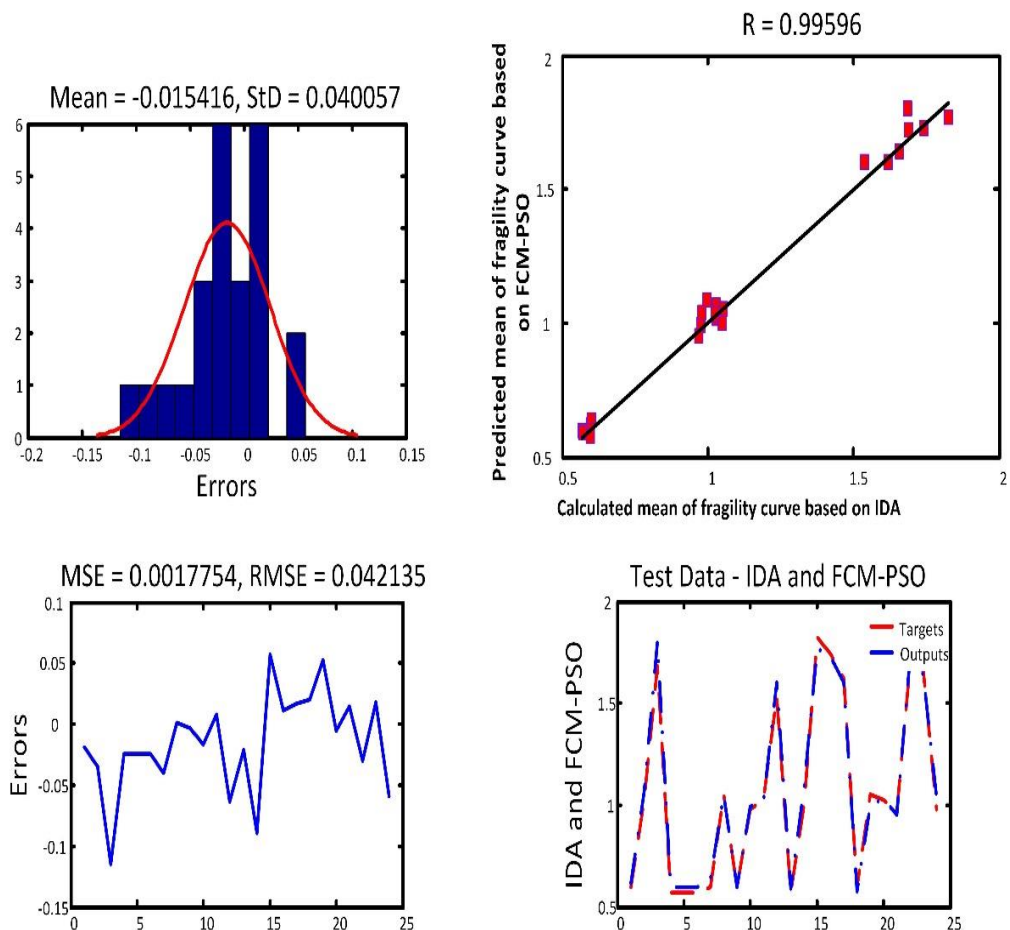 Mean = -0.015416, StD = 0.040057
6
5
4
3
2
1
0
-0.2 -0.15 -0.1 -0.05 0 0.05 0.1 0.15
Errors
R = 0.99596
Predicted mean of fragility curve based
on FCM-PSO
2
1.5
1
0.5
0.5 1 1.5 2
Calculated mean of fragility curve based on IDA
MSE = 0.0017754, RMSE = 0.042135
Errors
0.1
0.05
0
-0.05
-0.1
-0.15
0 5 10 15 20 25
Test Data - IDA and FCM-PSO
IDA and FCM-PSO
2
1.5
1
0.5
Targets
Outputs
0 5 10 15 20 25